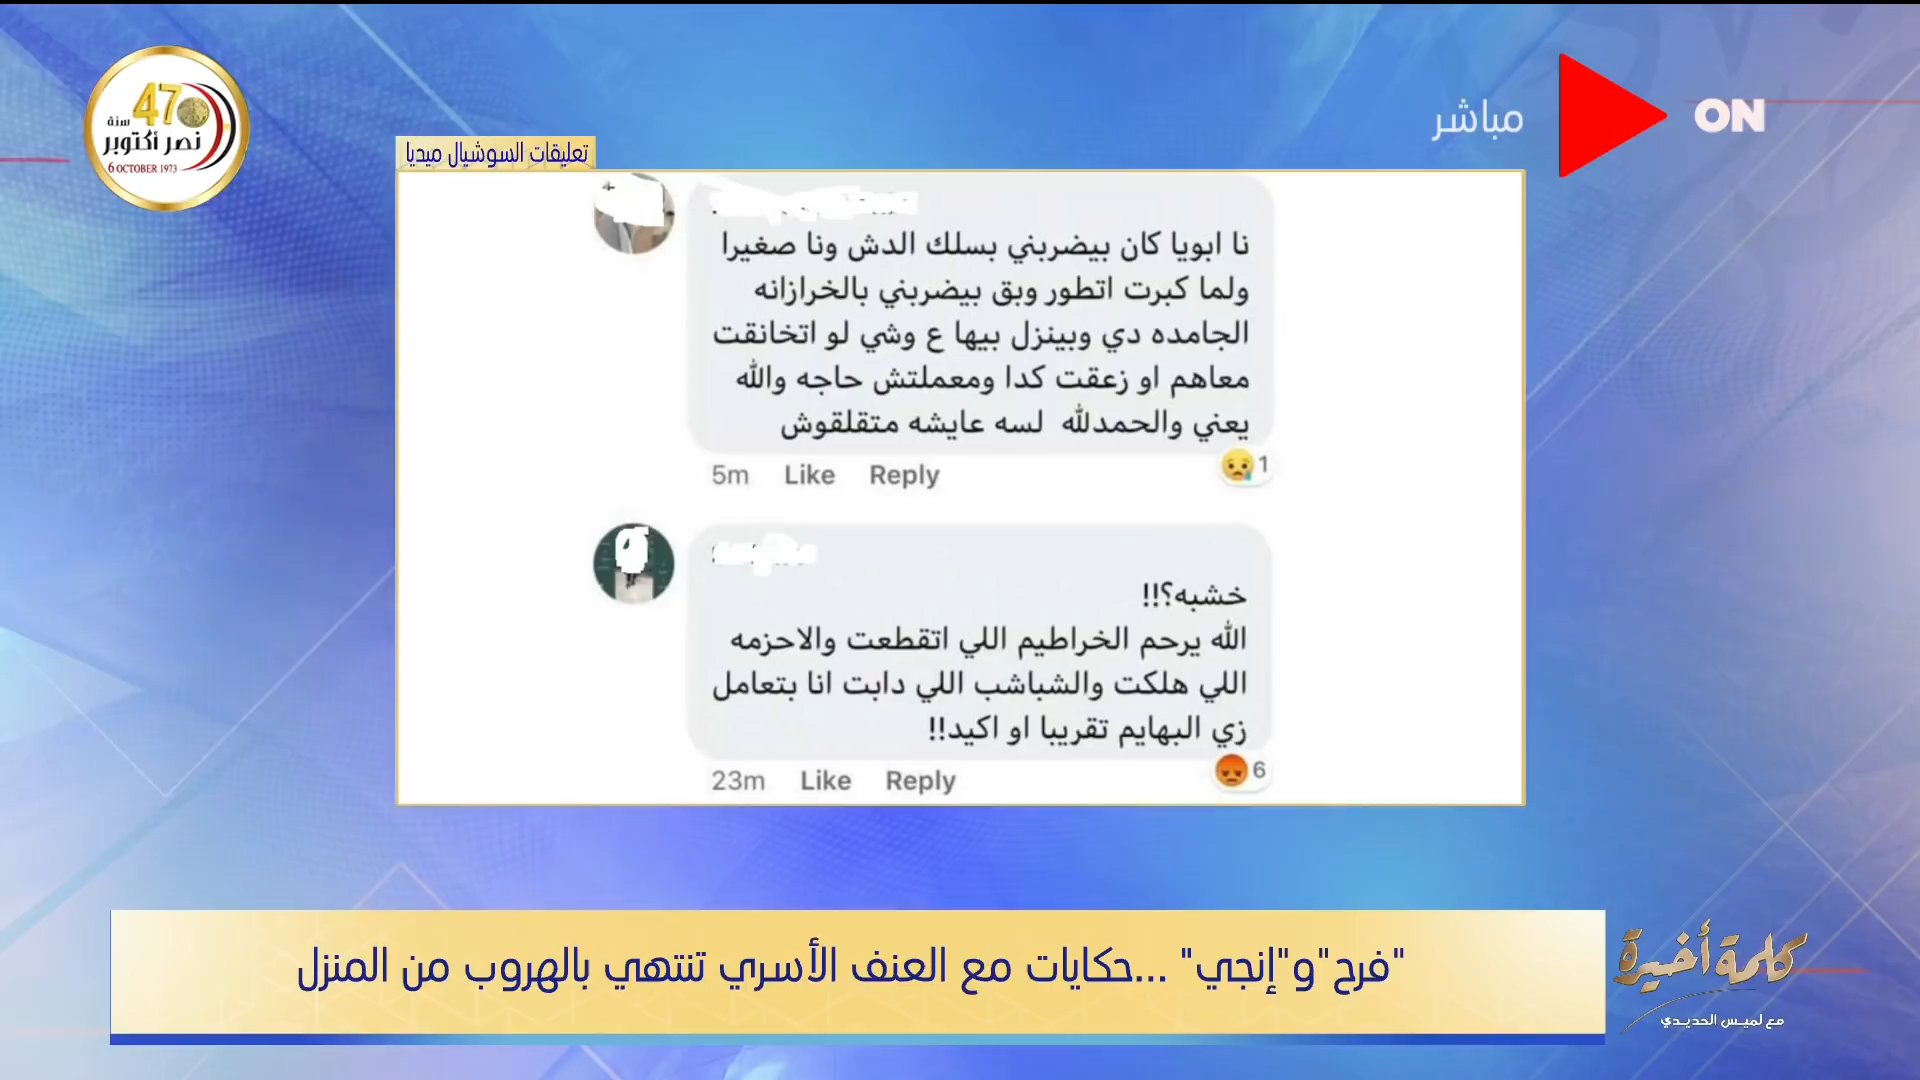 47
سنة
نصر أكتوبر
6 OCTOBER 1973
مباشر
ON
تعليقات السوشيال ميديا
نا ابويا كان بيضربني بسلك الدش ونا صغيرا
ولما كبرت اتطور وبق بيضربني بالخرازانه
الجامده دي وبينزل بيها ع وشي لو اتخانقت
معاهم او زعقت كدا ومعملتش حاجه والله
يعني والحمدلله لسه عايشه متقلقوش
5m Like Reply
1
خشبه؟!!
الله يرحم الخراطيم اللي اتقطعت والاحزمه
اللي هلكت والشباشب اللي دابت انا بتعامل
زي البهايم تقريبا او اكيد!!
23m Like Reply
6
"فرح"و"إنجي" ...حكايات مع العنف الأسري تنتهي بالهروب من المنزل
كلمة أخيرة
مع لميس الحديدي